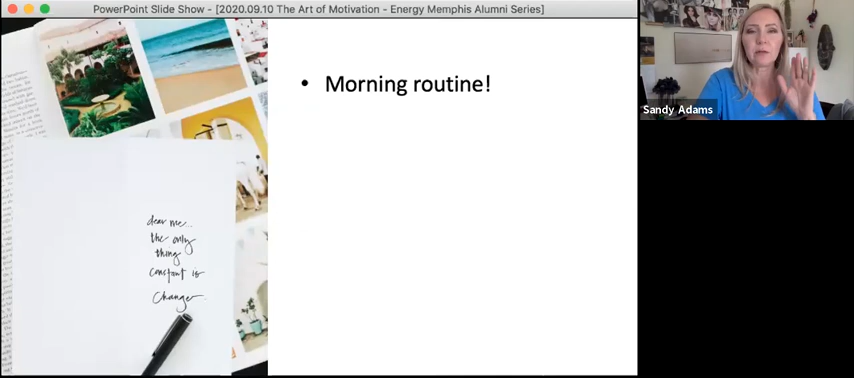 PowerPoint Slide Show - [2020.09.10 The Art of Motivation - Energy Memphis Alumni Series]
• Morning routine!
dear me..
the only
thing
constant is
Change
Sandy Adams